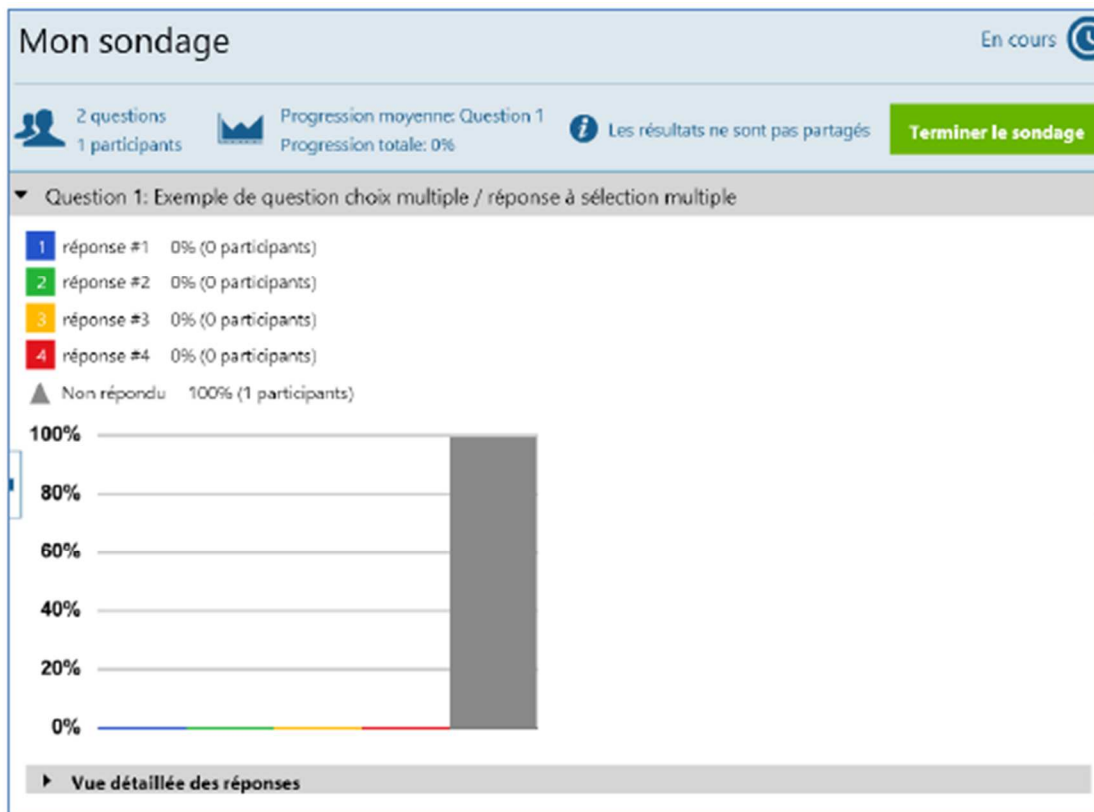 Mon sondage
En cours
2 questions
1 participants
Progression moyenne: Question 1
Progression totale: 0%
Les résultats ne sont pas partagés
Terminer le sondage
Question 1: Exemple de question choix multiple / réponse à sélection multiple
1 réponse #1 0% (0 participants)
2 réponse #2 0% (0 participants)
3 réponse #3 0% (0 participants)
4 réponse #4 0% (0 participants)
Non répondu 100% (1 participants)
100%
80%
60%
40%
20%
0%
Vue détaillée des réponses